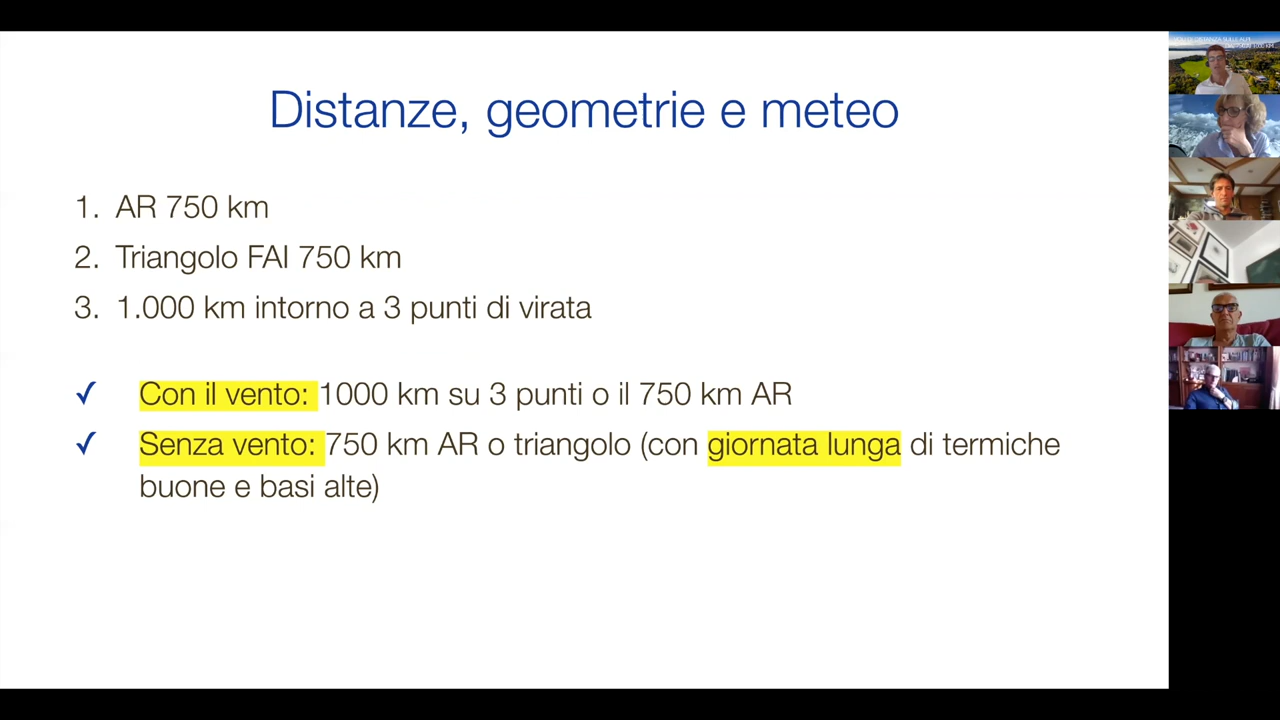 Distanze, geometrie e meteo
1. AR 750 km
2. Triangolo FAI 750 km
3. 1.000 km intorno a 3 punti di virata
✓ Con il vento: 1000 km su 3 punti o il 750 km AR
✓ Senza vento: 750 km AR o triangolo (con giornata lunga di termiche
buone e basi alte)